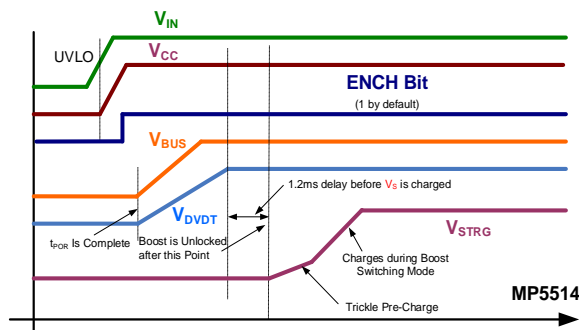 VIN
UVLO
VCC
ENCH Bit
(1 by default)
VBUS
1.2ms delay before VS is charged
VDVDT
tPOR Is Complete
Boost is Unlocked
after this Point
VSTRG
Charges during Boost
Switching Mode
Trickle Pre-Charge
MP5514